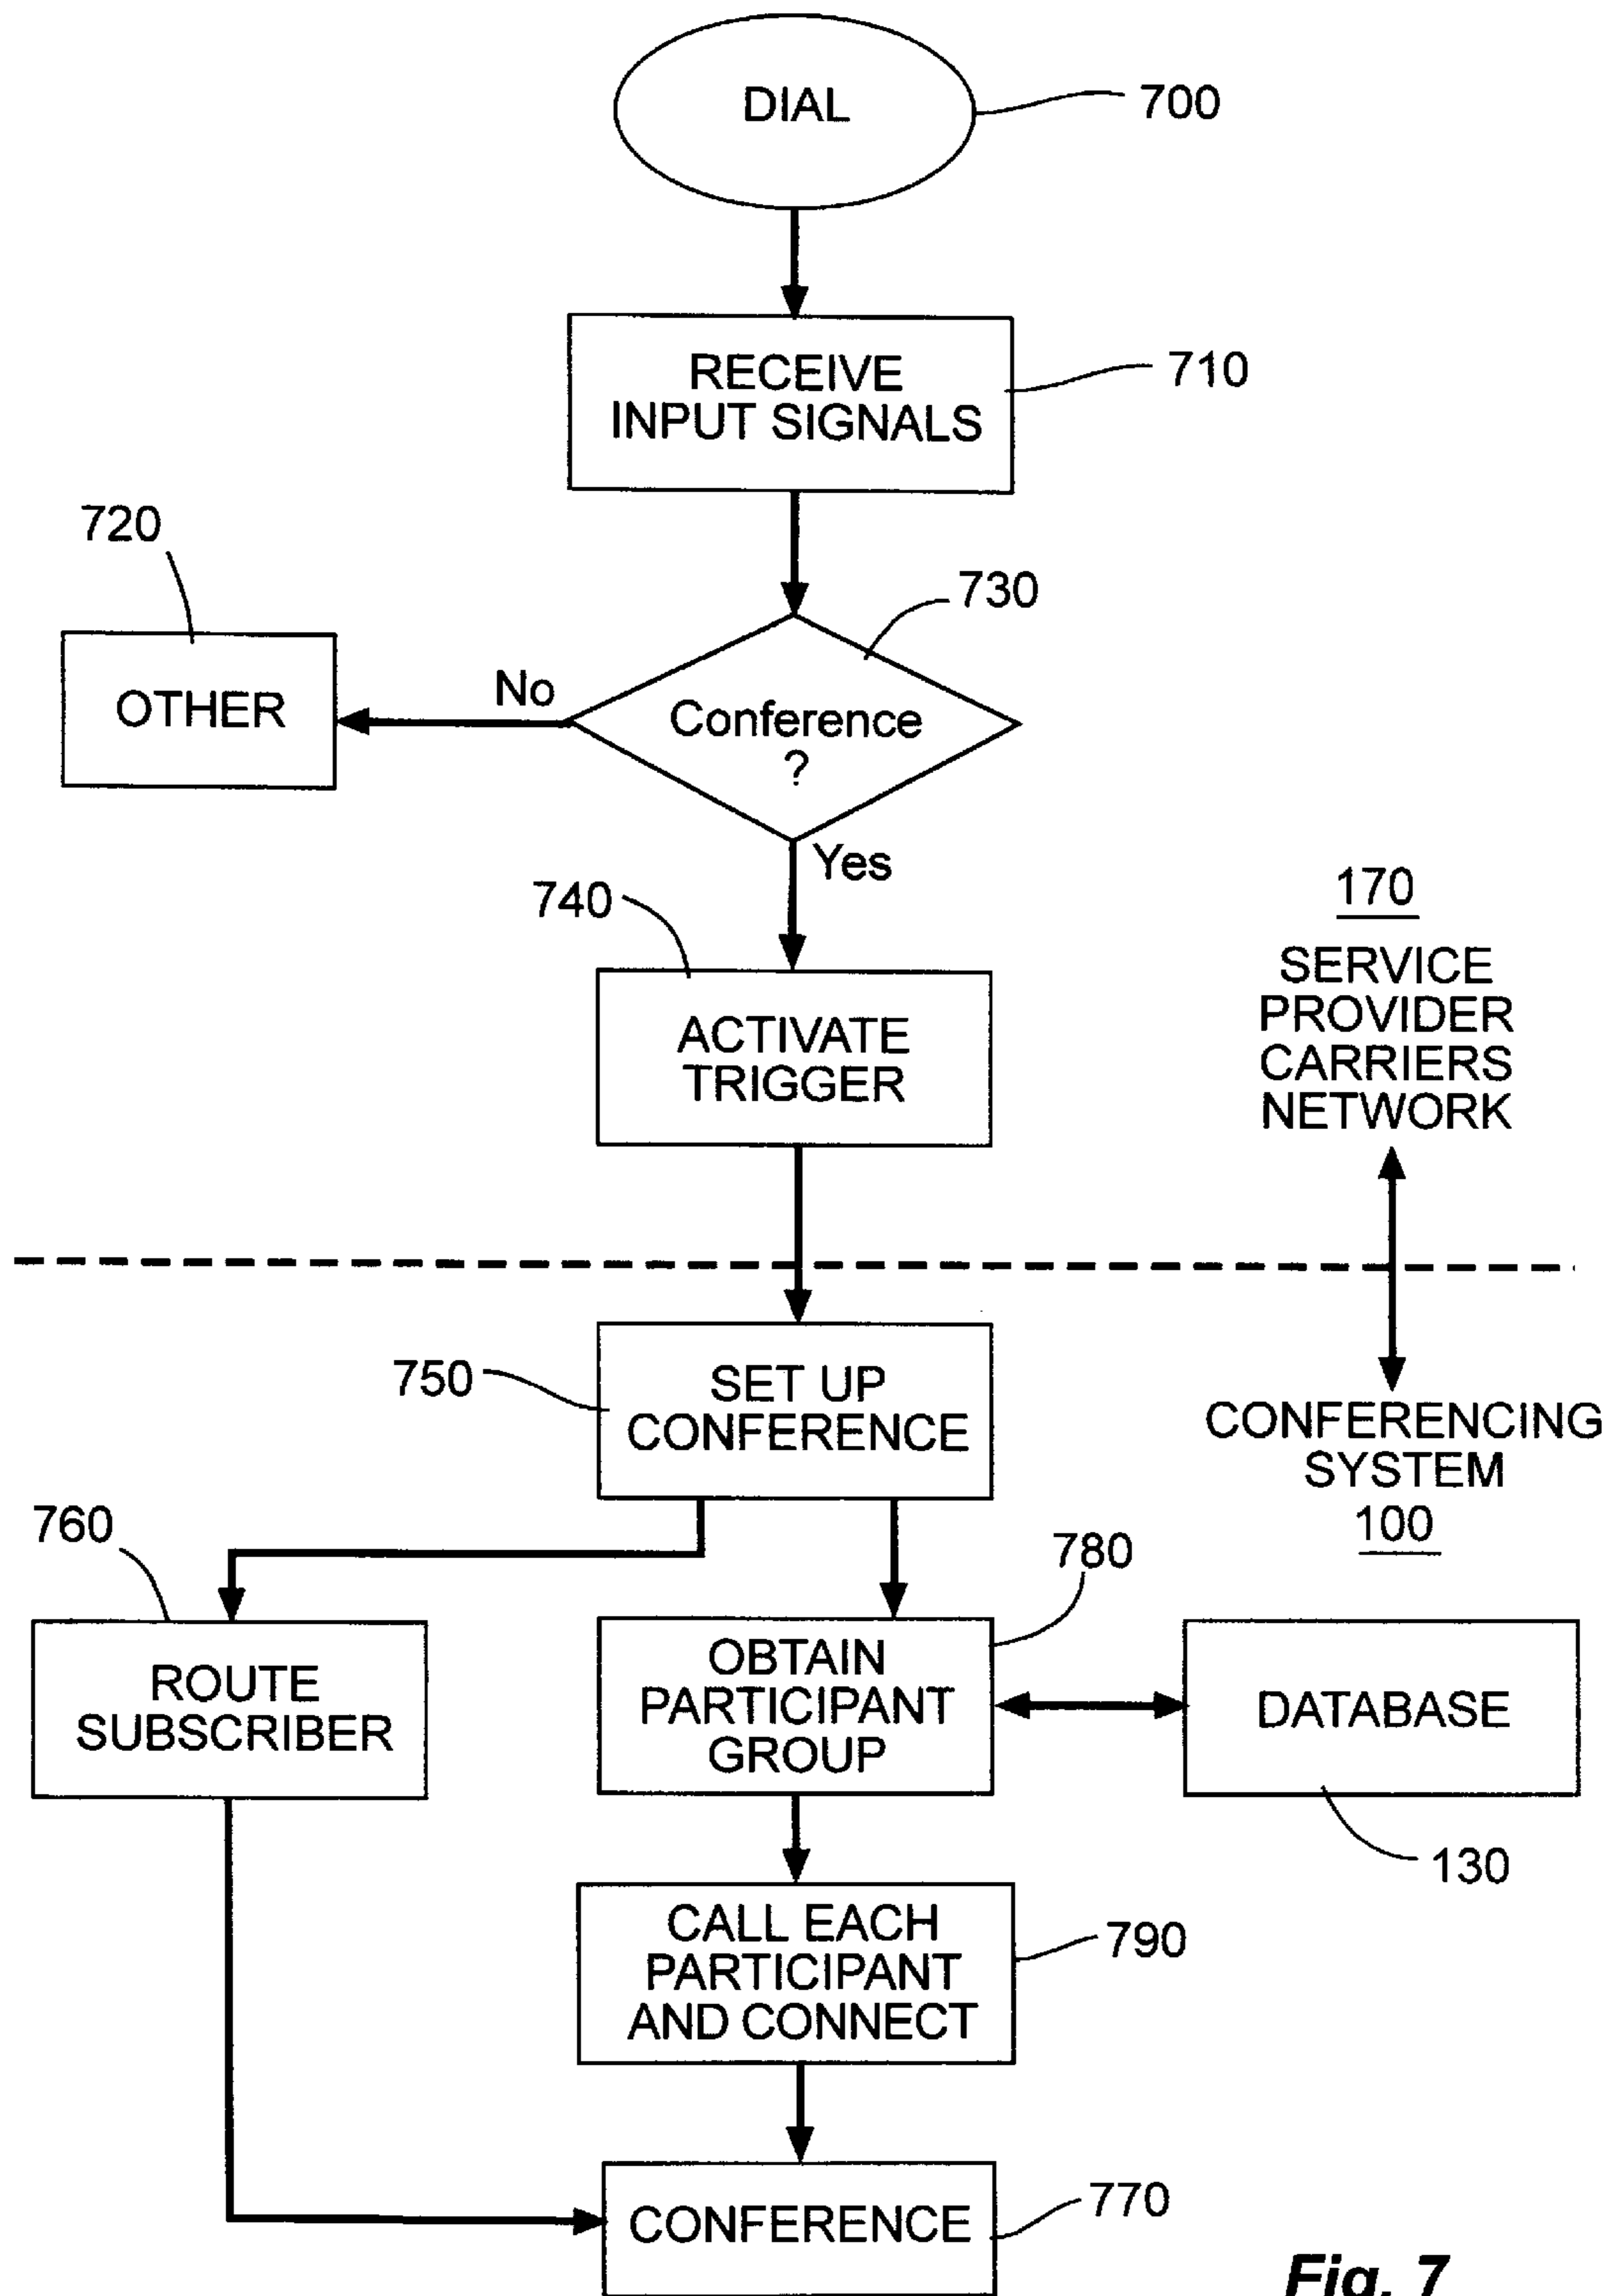 DIAL
700
RECEIVE
INPUT SIGNALS
710
720
730
OTHER
No
Conference
?
Yes
740
170
ACTIVATE
TRIGGER
SERVICE
PROVIDER
CARRIERS
NETWORK
750
SET UP
CONFERENCE
CONFERENCING
SYSTEM
100
760
780
ROUTE
SUBSCRIBER
OBTAIN
PARTICIPANT
GROUP
DATABASE
130
CALL EACH
PARTICIPANT
AND CONNECT
790
CONFERENCE
770
Fig. 7